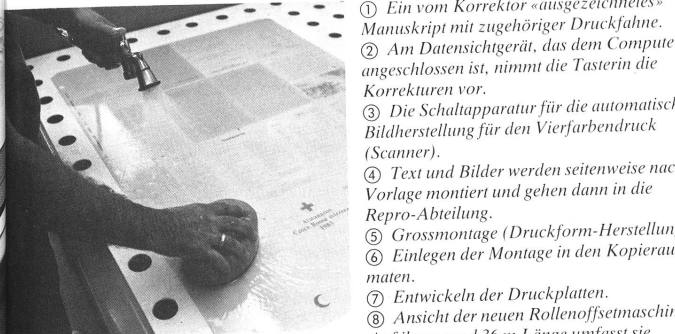 ① Ein vom Korrektor «ausgezeichnetes»
Manuskript mit zugehöriger Druckfahne.
② Am Datensichtgerät, das dem Compute
angeschlossen ist, nimmt die Tasterin die
Korrekturen vor.
③ Die Schaltapparatur für die automatisch
Bildherstellung für den Vierfarbendruck
(Scanner).
④ Text und Bilder werden seitenweise nac
Vorlage montiert und gehen dann in die
Repro-Abteilung.
⑤ Grossmontage (Druckform-Herstellun
⑥ Einlegen der Montage in den Kopierau
maten.
⑦ Entwickeln der Druckplatten.
⑧ Ansicht der neuen Rollenoffsetmaschin
26 m Länge umfasst sie
1983